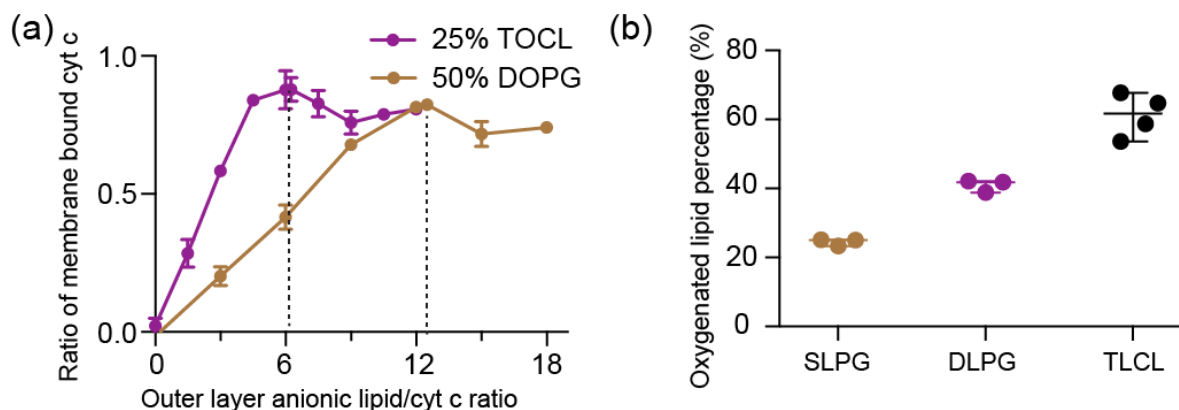 (a)
25% TOCL
50% DOPG
Ratio of membrane bound cyt c
1.0
0.5
0.0
0 6 12 18
Outer layer anionic lipid/cyt c ratio
(b)
Oxygenated lipid percentage (%)
80
60
40
20
0
SLPG DLPG TLCL